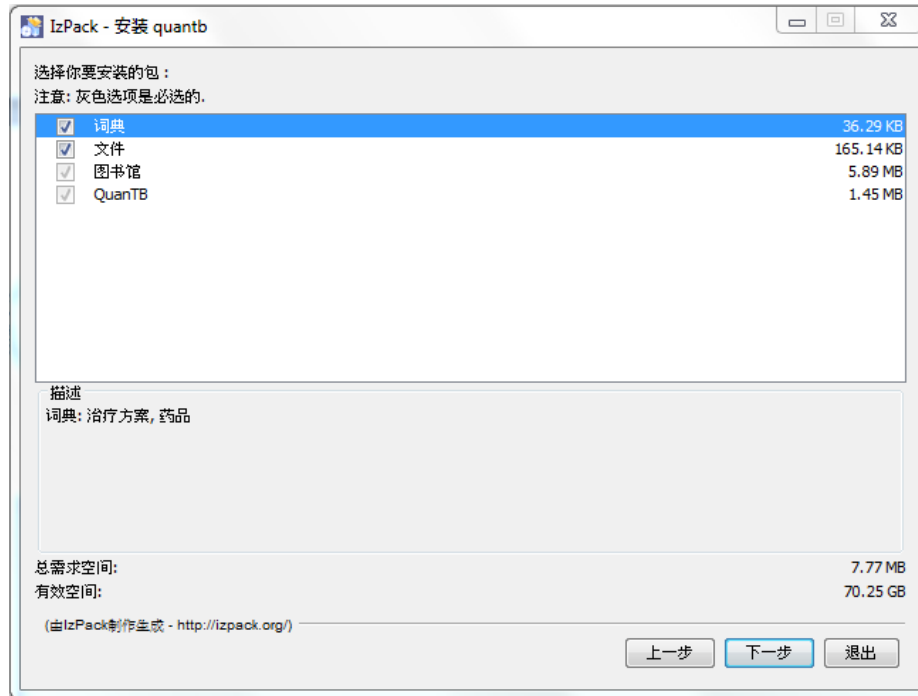 IzPack - 安装 quantb
选择你要安装的包：
注意: 灰色选项是必选的.
词典 36.29 KB
文件 165.14 KB
图书馆 5.89 MB
QuanTB 1.45 MB
描述
词典: 治疗方案, 药品
总需求空间: 7.77 MB
有效空间: 70.25 GB
(由IzPack制作生成 - http://izpack.org/)
上一步 下一步 退出